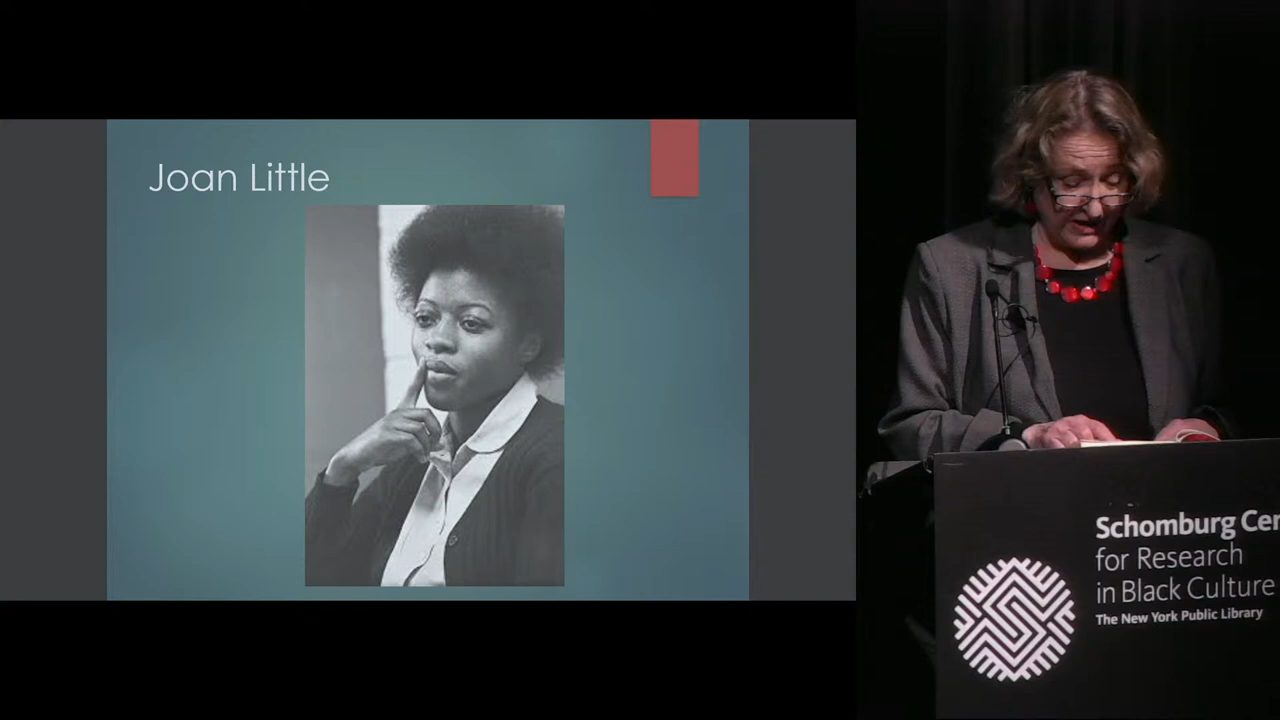 Joan Little
Schomburg Cen
for Research
in Black Culture
The New York Public Library